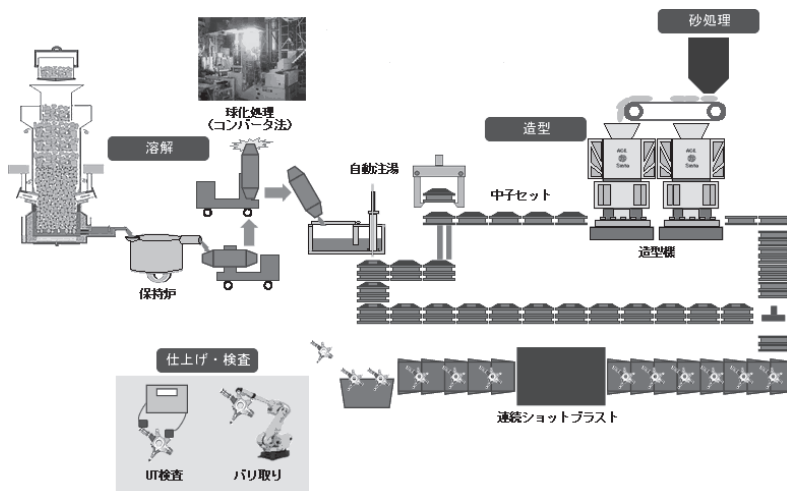 砂処理
球化処理
(コンバータ法)
造型
溶解
自動注湯
中子セット
造型機
保持炉
仕上げ・検査
連続ショットブラスト
UT検査
バリ取り